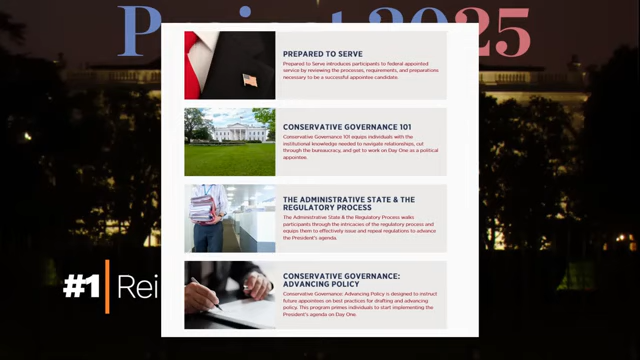 Project 2025
PREPARED TO SERVE
Prepared to Serve introduces participants to federal appointed
service by reviewing the processes, requirements, and preparations
necessary to be a successful appointee candidate.
CONSERVATIVE GOVERNANCE 101
Conservative Governance 101 equips individuals with the
institutional knowledge needed to navigate relationships, cut
through the bureaucracy, and get to work on Day One as a political
appointee.
THE ADMINISTRATIVE STATE & THE
REGULATORY PROCESS
The Administrative State & the Regulatory Process walks
participants through the intricacies of the regulatory process and
equips them to effectively issue and repeal regulations to advance
the President's agenda.
CONSERVATIVE GOVERNANCE:
ADVANCING POLICY
Conservative Governance: Advancing Policy is designed to instruct
future appointees on best practices for drafting and advancing
policy. This program primes individuals to start implementing the
President's agenda on Day One.
#1 Rei